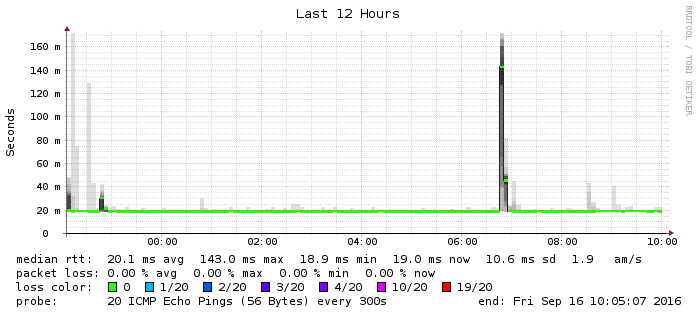 Last 12 Hours
RRDTOOL / TOBI OETIKER
Seconds
160 m
140 m
120 m
100 m
80 m
60 m
40 m
20 m
0
00:00 02:00 04:00 06:00 08:00 10:00
median rtt: 20.1 ms avg 143.0 ms max 18.9 ms min 19.0 ms now 10.6 ms sd 1.9 am/s
packet loss: 0.00 % avg 0.00 % max 0.00 % min 0.00 % now
loss color: 0 1/20 2/20 3/20 4/20 10/20 19/20
probe: 20 ICMP Echo Pings (56 Bytes) every 300s end: Fri Sep 16 10:05:07 2016